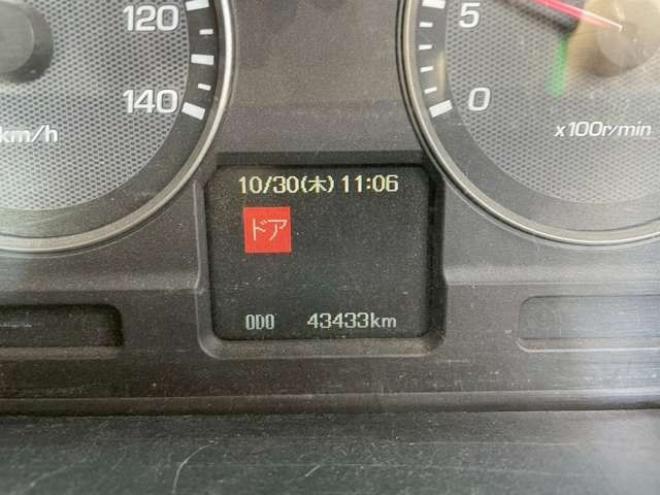 120
5
140
0
km/h
x100r/min
10/30(木) 11:06
ドア
ODO 43433km